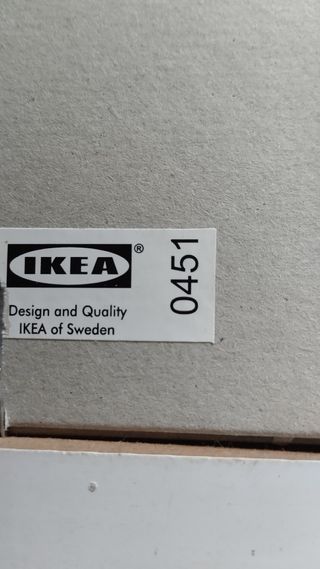 IKEA®
Design and Quality
IKEA of Sweden
0451